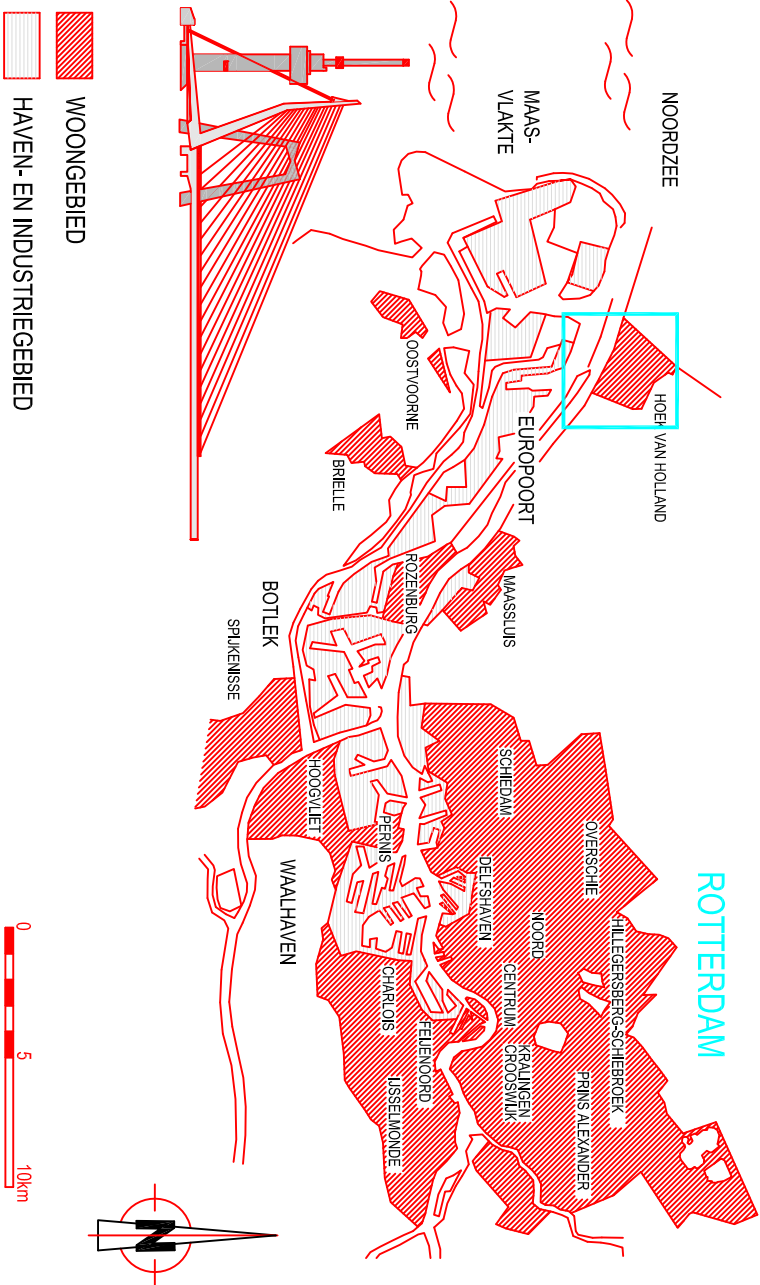 ROTTERDAM
NOORDZEE
MAAS-
VLAKTE
HOEK VAN HOLLAND
EUROPOORT
OOSTVOORNE
BRIELLE
MAASSLUIS
ROZENBURG
BOTLEK
SPIJKENISSE
HOOGVLIET
PERNIS
SCHIEDAM
OVERSCHIE
HILLEGERSBERG-SCHIEBROEK
DELFSHAVEN
NOORD
CENTRUM
KRALINGEN
CROOSWIJK
PRINS ALEXANDER
WAALHAVEN
CHARLOIS
FEIJENOORD
IJSSELMONDE
WOONGEBIED
HAVEN- EN INDUSTRIEGEBIED
0 5 10km
N